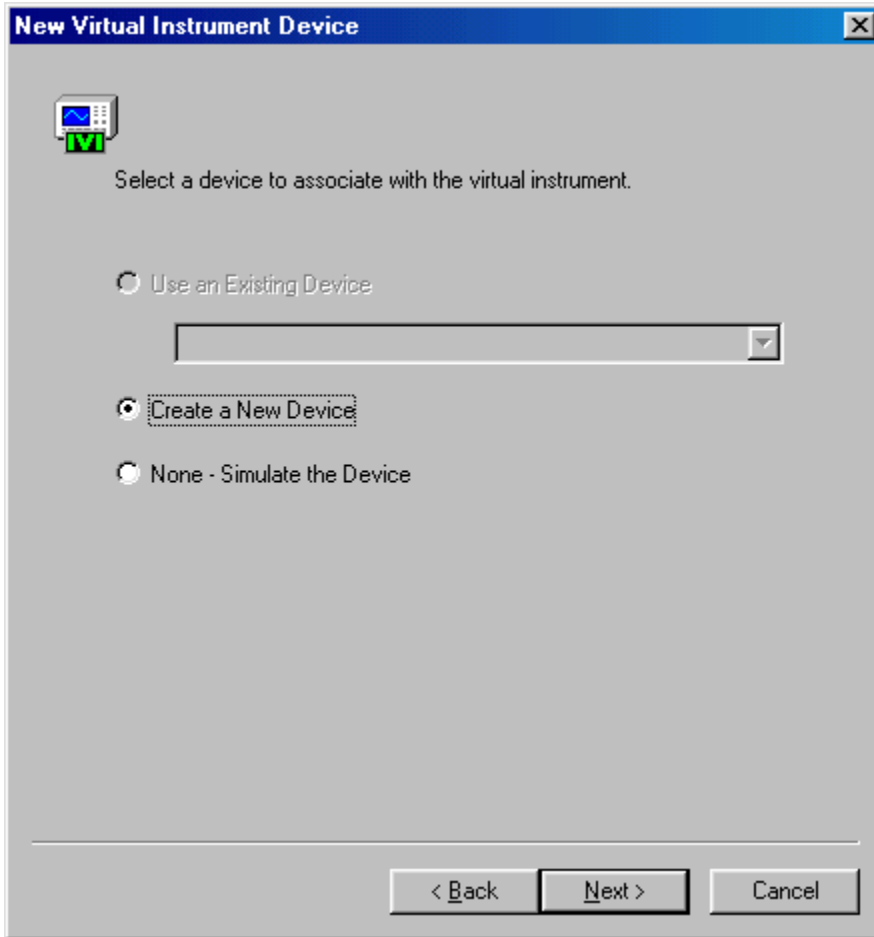 New Virtual Instrument Device
IVI
Select a device to associate with the virtual instrument.
Use an Existing Device
Create a New Device
None - Simulate the Device
< Back Next > Cancel